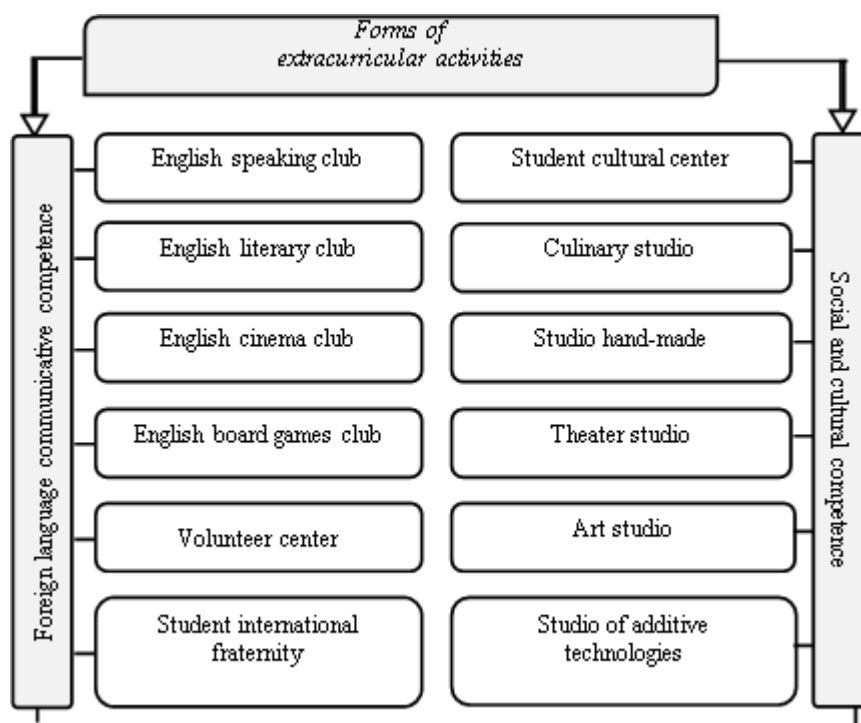 Forms of
extracurricular activities
Foreign language communicative competence
English speaking club
English literary club
English cinema club
English board games club
Volunteer center
Student international
fraternity
Student cultural center
Culinary studio
Studio hand-made
Theater studio
Art studio
Studio of additive
technologies
Social and cultural competence